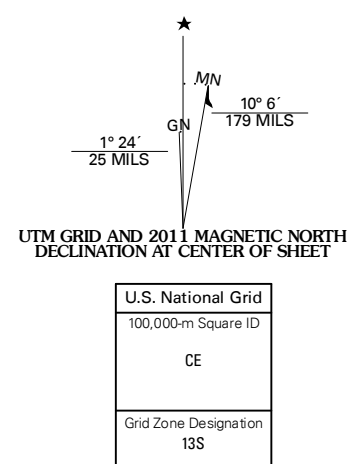 MN
GN
10° 6´
179 MILS
1° 24´
25 MILS
UTM GRID AND 2011 MAGNETIC NORTH
DECLINATION AT CENTER OF SHEET
U.S. National Grid
100,000-m Square ID
CE
Grid Zone Designation
13S